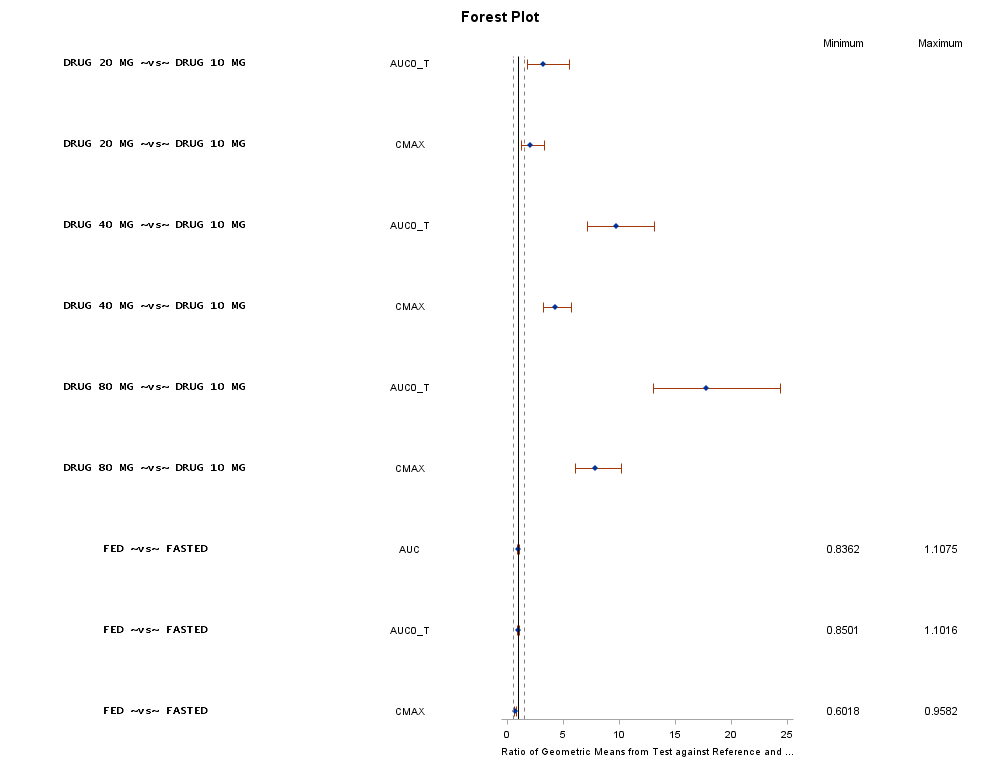 Forest Plot
Minimum Maximum
DRUG 20 MG ~vs~ DRUG 10 MG AUC0_T
DRUG 20 MG ~vs~ DRUG 10 MG CMAX
DRUG 40 MG ~vs~ DRUG 10 MG AUC0_T
DRUG 40 MG ~vs~ DRUG 10 MG CMAX
DRUG 80 MG ~vs~ DRUG 10 MG AUC0_T
DRUG 80 MG ~vs~ DRUG 10 MG CMAX
FED ~vs~ FASTED AUC 0.8362 1.1075
FED ~vs~ FASTED AUC0_T 0.8501 1.1016
FED ~vs~ FASTED CMAX 0.6018 0.9582
0 5 10 15 20 25
Ratio of Geometric Means from Test against Reference and ...